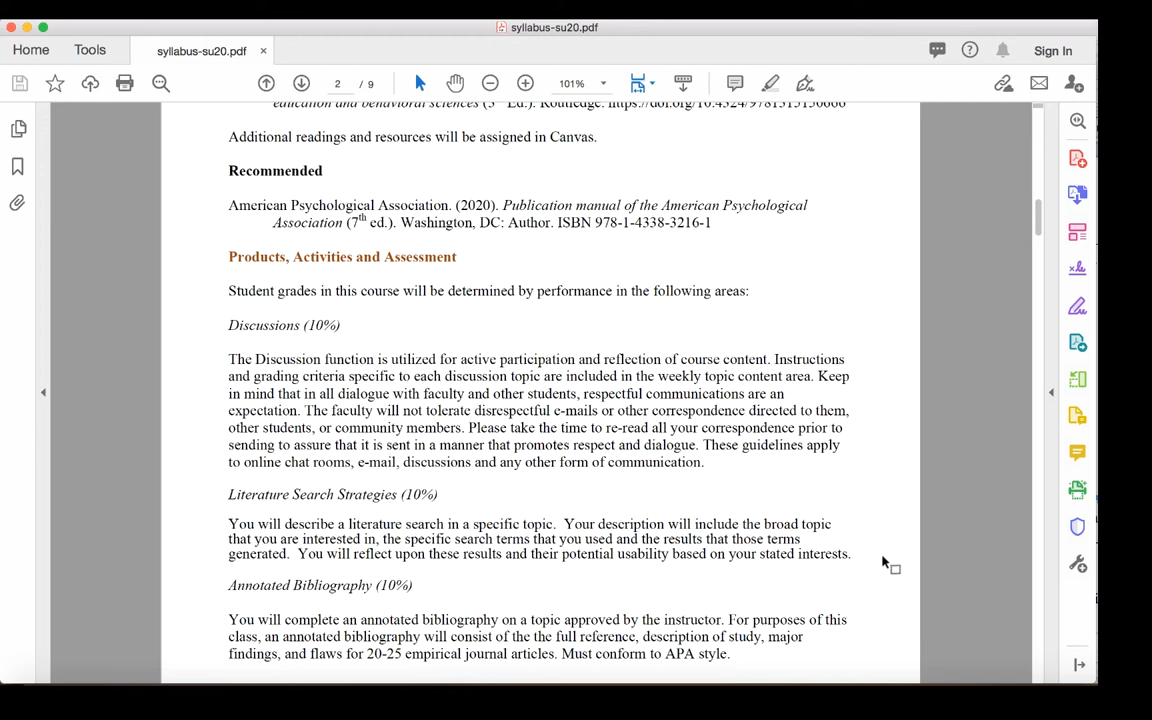 syllabus-su20.pdf
Home Tools syllabus-su20.pdf × Sign In
2 / 9 101%
education and behavioral sciences (3 Ed.). Routledge. https://doi.org/10.4324/9781315150666
Additional readings and resources will be assigned in Canvas.
Recommended
American Psychological Association. (2020). Publication manual of the American Psychological
Association (7th ed.). Washington, DC: Author. ISBN 978-1-4338-3216-1
Products, Activities and Assessment
Student grades in this course will be determined by performance in the following areas:
Discussions (10%)
The Discussion function is utilized for active participation and reflection of course content. Instructions
and grading criteria specific to each discussion topic are included in the weekly topic content area. Keep
in mind that in all dialogue with faculty and other students, respectful communications are an
expectation. The faculty will not tolerate disrespectful e-mails or other correspondence directed to them,
other students, or community members. Please take the time to re-read all your correspondence prior to
sending to assure that it is sent in a manner that promotes respect and dialogue. These guidelines apply
to online chat rooms, e-mail, discussions and any other form of communication.
Literature Search Strategies (10%)
You will describe a literature search in a specific topic. Your description will include the broad topic
that you are interested in, the specific search terms that you used and the results that those terms
generated. You will reflect upon these results and their potential usability based on your stated interests.
Annotated Bibliography (10%)
You will complete an annotated bibliography on a topic approved by the instructor. For purposes of this
class, an annotated bibliography will consist of the the full reference, description of study, major
findings, and flaws for 20-25 empirical journal articles. Must conform to APA style.